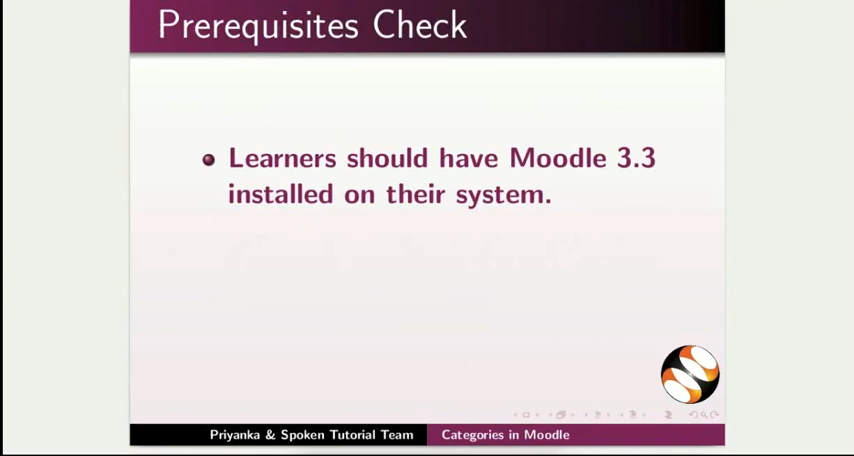 Prerequisites Check
Learners should have Moodle 3.3
installed on their system.
Priyanka & Spoken Tutorial Team
Categories in Moodle